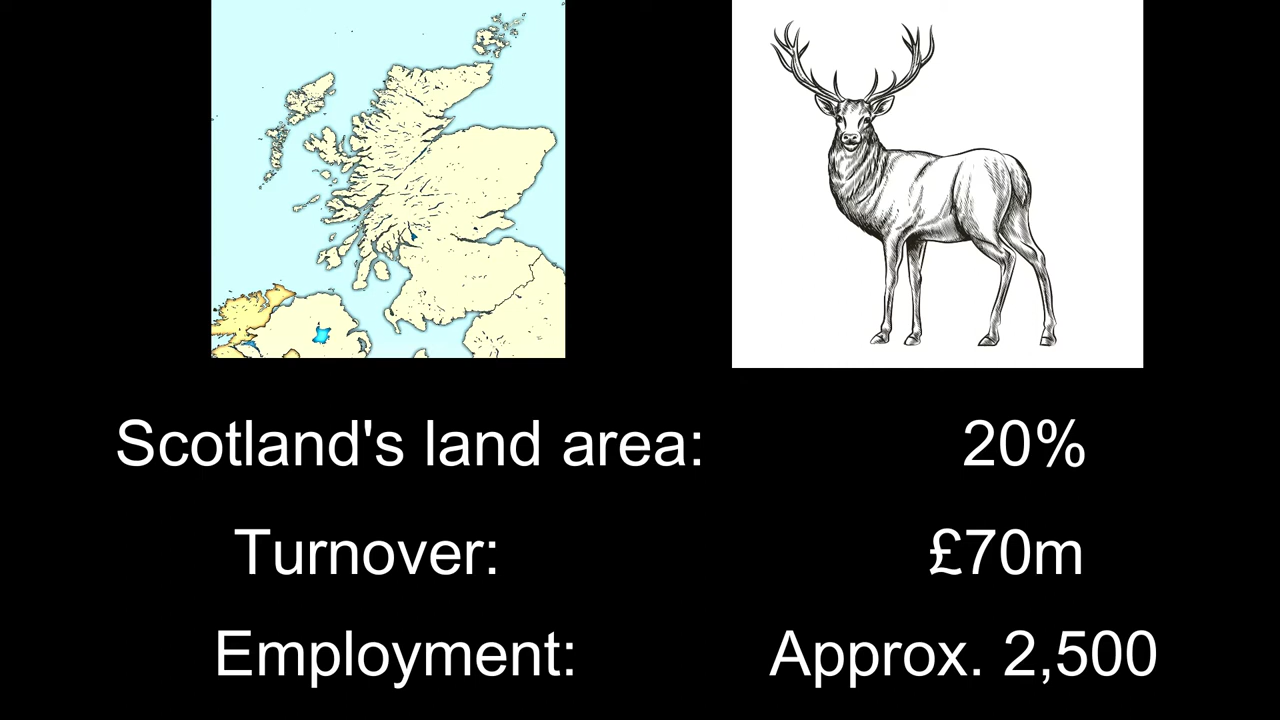 Scotland's land area: 20%
Turnover: £70m
Employment: Approx. 2,500